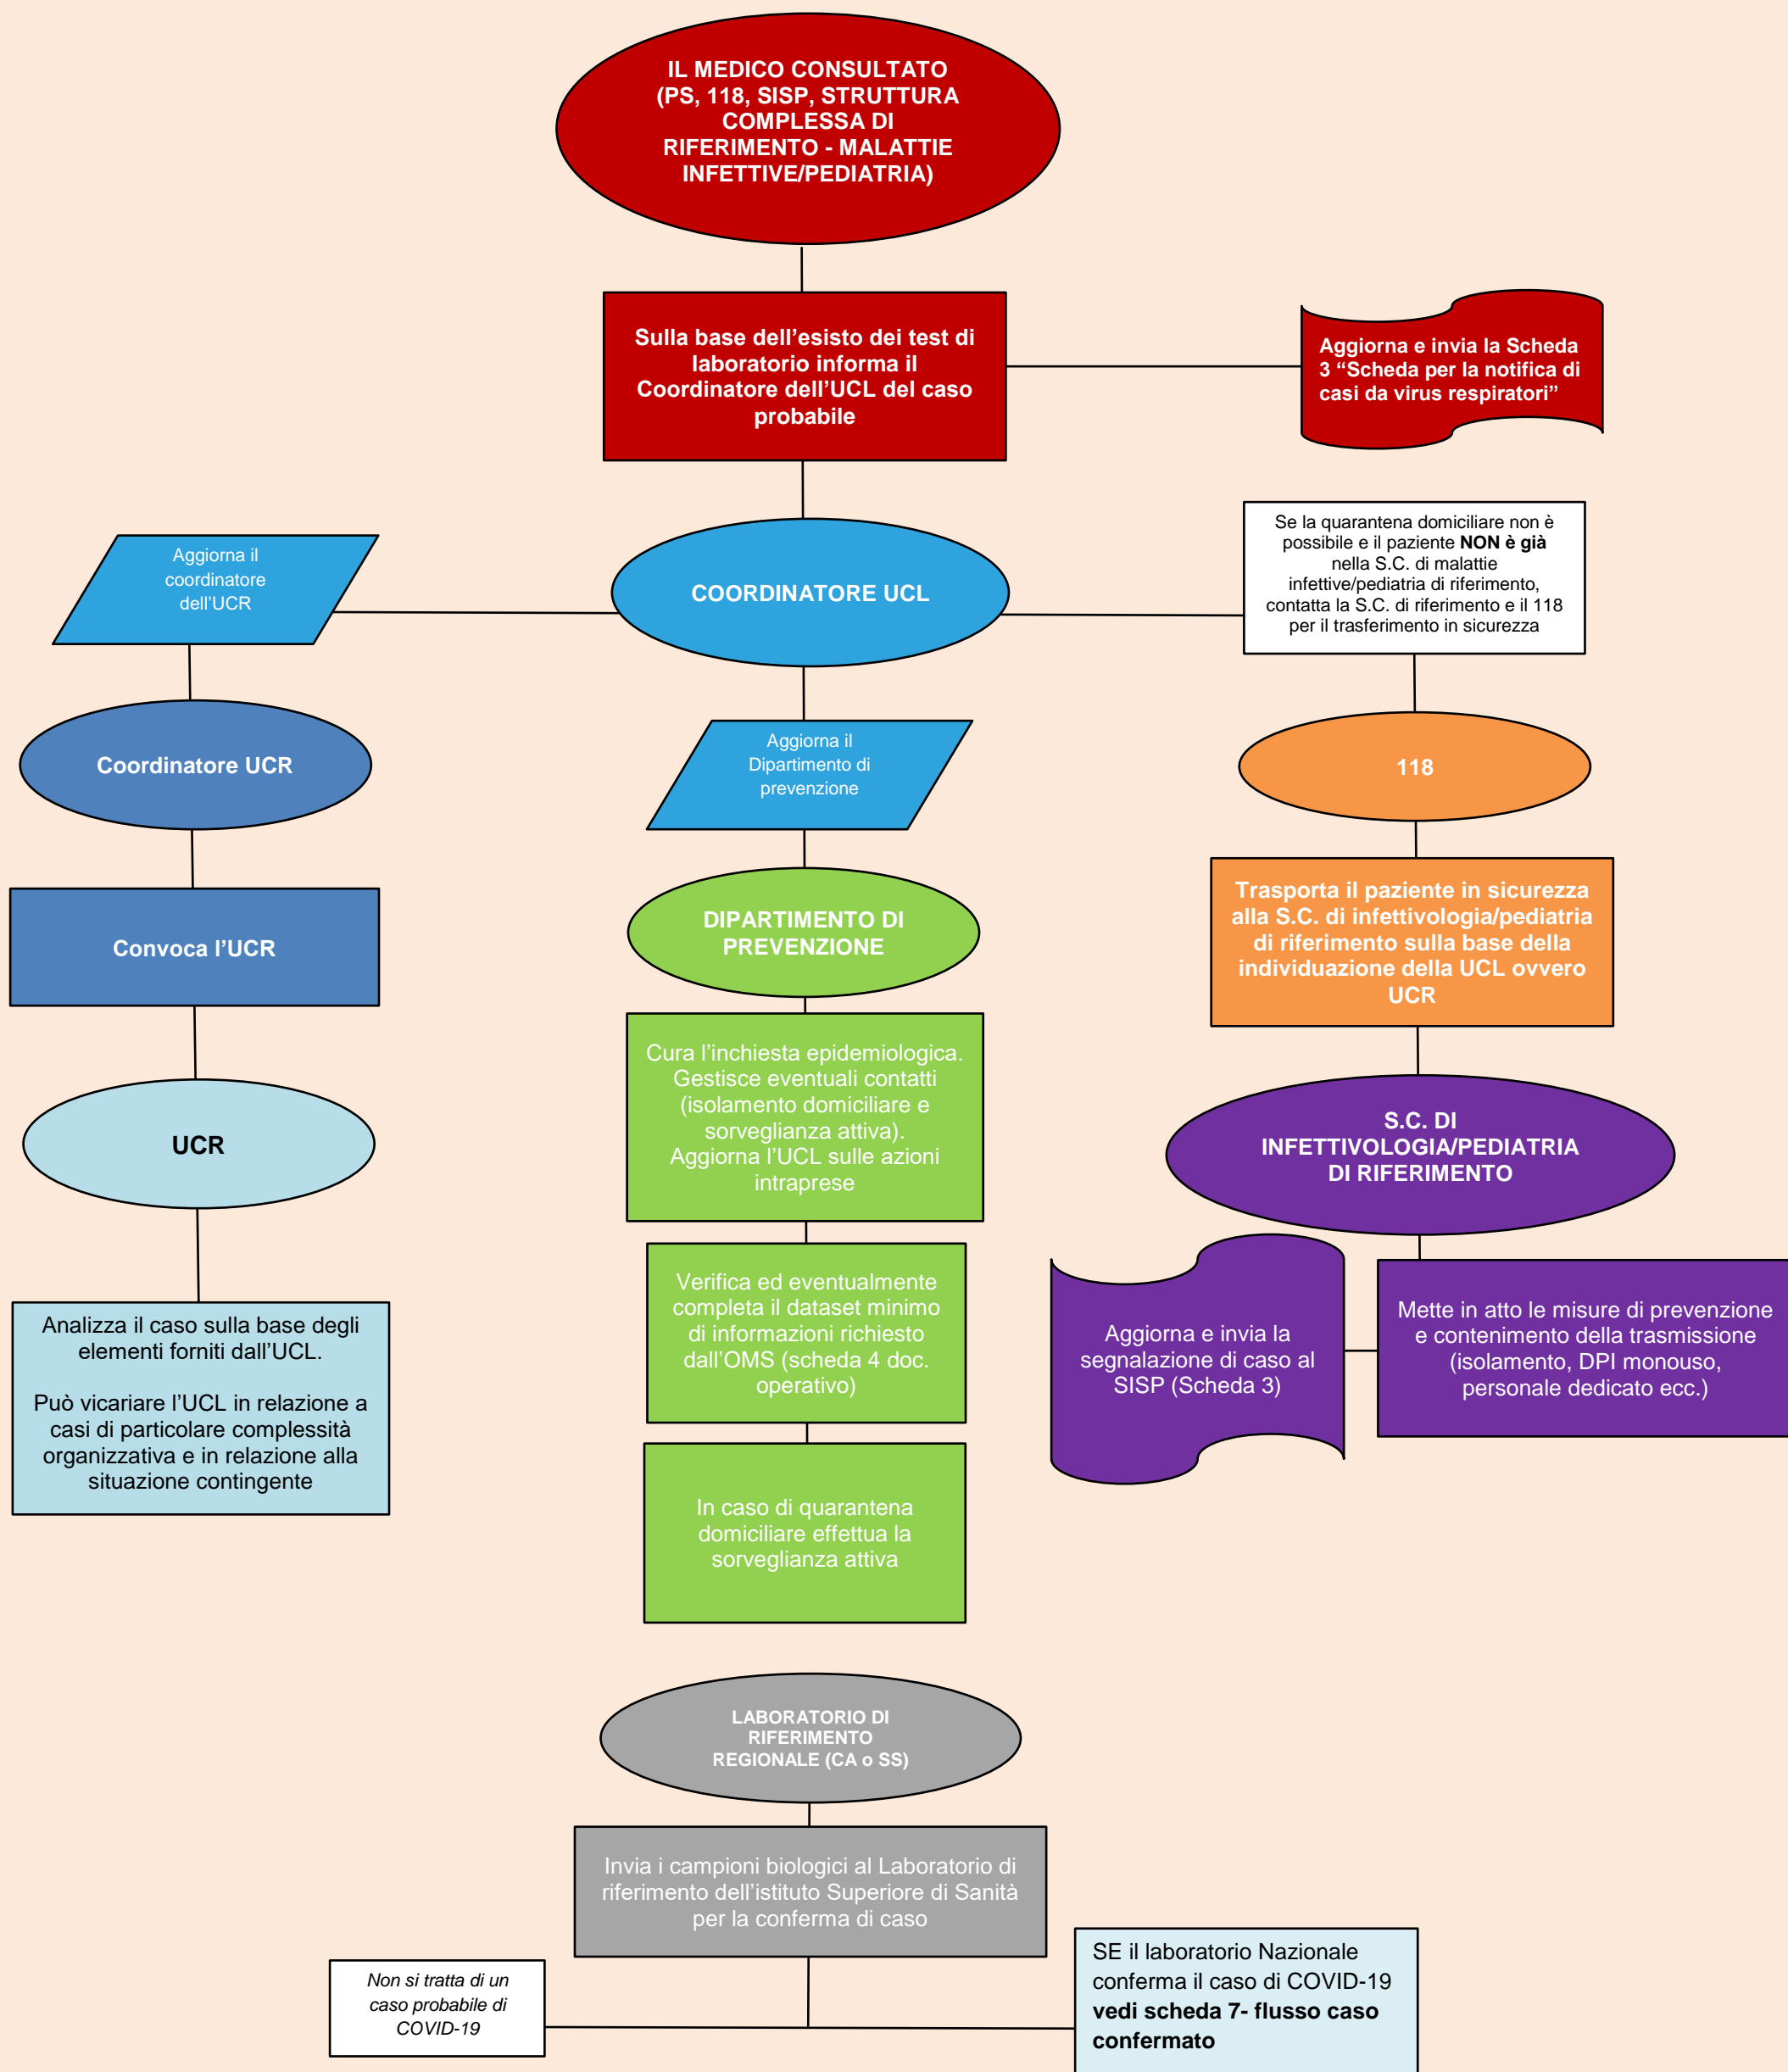 IL MEDICO CONSULTATO
(PS, 118, SISP, STRUTTURA
COMPLESSA DI
RIFERIMENTO - MALATTIE
INFETTIVE/PEDIATRIA)
Sulla base dell’esisto dei test di
laboratorio informa il
Coordinatore dell’UCL del caso
probabile
Aggiorna e invia la Scheda
3 “Scheda per la notifica di
casi da virus respiratori”
Aggiorna il
coordinatore
dell’UCR
COORDINATORE UCL
Se la quarantena domiciliare non è
possibile e il paziente NON è già
nella S.C. di malattie
infettive/pediatria di riferimento,
contatta la S.C. di riferimento e il 118
per il trasferimento in sicurezza
Coordinatore UCR
Aggiorna il
Dipartimento di
prevenzione
118
Convoca l’UCR
DIPARTIMENTO DI
PREVENZIONE
Trasporta il paziente in sicurezza
alla S.C. di infettivologia/pediatria
di riferimento sulla base della
individuazione della UCL ovvero
UCR
UCR
Cura l’inchiesta epidemiologica.
Gestisce eventuali contatti
(isolamento domiciliare e
sorveglianza attiva).
Aggiorna l’UCL sulle azioni
intraprese
S.C. DI
INFETTIVOLOGIA/PEDIATRIA
DI RIFERIMENTO
Analizza il caso sulla base degli
elementi forniti dall’UCL.
Può vicariare l’UCL in relazione a
casi di particolare complessità
organizzativa e in relazione alla
situazione contingente
Verifica ed eventualmente
completa il dataset minimo
di informazioni richiesto
dall’OMS (scheda 4 doc.
operativo)
Aggiorna e invia la
segnalazione di caso al
SISP (Scheda 3)
Mette in atto le misure di prevenzione
e contenimento della trasmissione
(isolamento, DPI monouso,
personale dedicato ecc.)
In caso di quarantena
domiciliare effettua la
sorveglianza attiva
LABORATORIO DI
RIFERIMENTO
REGIONALE (CA o SS)
Invia i campioni biologici al Laboratorio di
riferimento dell’istituto Superiore di Sanità
per la conferma di caso
Non si tratta di un
caso probabile di
COVID-19
SE il laboratorio Nazionale
conferma il caso di COVID-19
vedi scheda 7- flusso caso
confermato